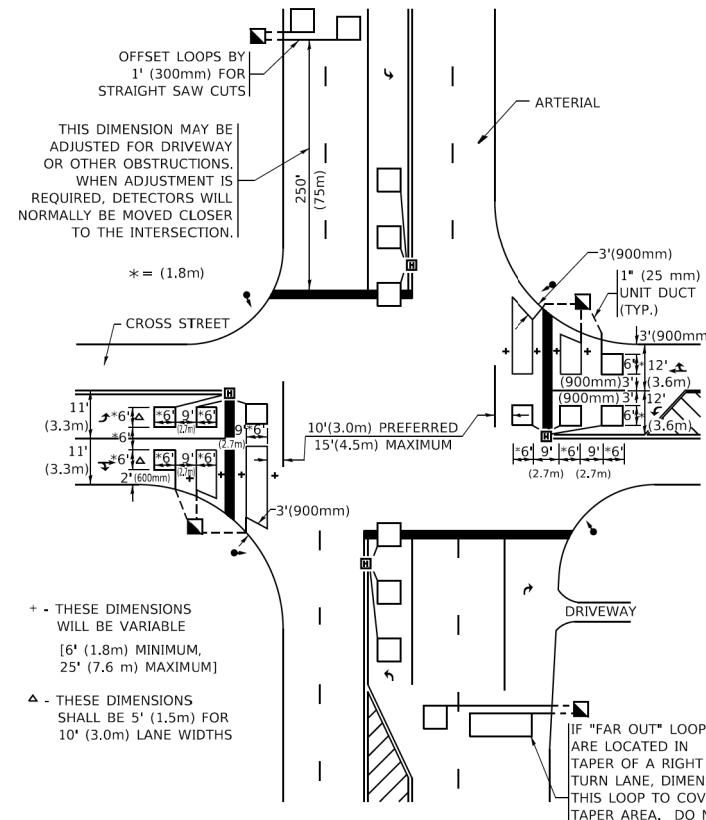 OFFSET LOOPS BY
1' (300mm) FOR
STRAIGHT SAW CUTS
THIS DIMENSION MAY BE
ADJUSTED FOR DRIVEWAY
OR OTHER OBSTRUCTIONS.
WHEN ADJUSTMENT IS
REQUIRED, DETECTORS WILL
NORMALLY BE MOVED CLOSER
TO THE INTERSECTION.
250'
(75m)
ARTERIAL
* = (1.8m)
CROSS STREET
H
3'(900mm)
1" (25 mm)
UNIT DUCT
(TYP.)
3'(900mm
6'* 12'
(3.6m)
(900mm) 3'
(900mm) 3' 12'
6'* (3.6m)
H
*6' 9' *6' 9' *6'
(2.7m) (2.7m)
11'
(3.3m)
11'
(3.3m)
H
*6' *6' 9' *6'
(2.7m)
*6'
*6' *6' 9' *6'
(2.7m)
2' (600mm)
9' *6'
(2.7m)
10'(3.0m) PREFERRED
15'(4.5m) MAXIMUM
3'(900mm)
H
DRIVEWAY
+ - THESE DIMENSIONS
WILL BE VARIABLE
[6' (1.8m) MINIMUM,
25' (7.6 m) MAXIMUM]
△ - THESE DIMENSIONS
SHALL BE 5' (1.5m) FOR
10' (3.0m) LANE WIDTHS
IF "FAR OUT" LOOP
ARE LOCATED IN
TAPER OF A RIGHT
TURN LANE, DIMEN
THIS LOOP TO COV
TAPER AREA. DO N